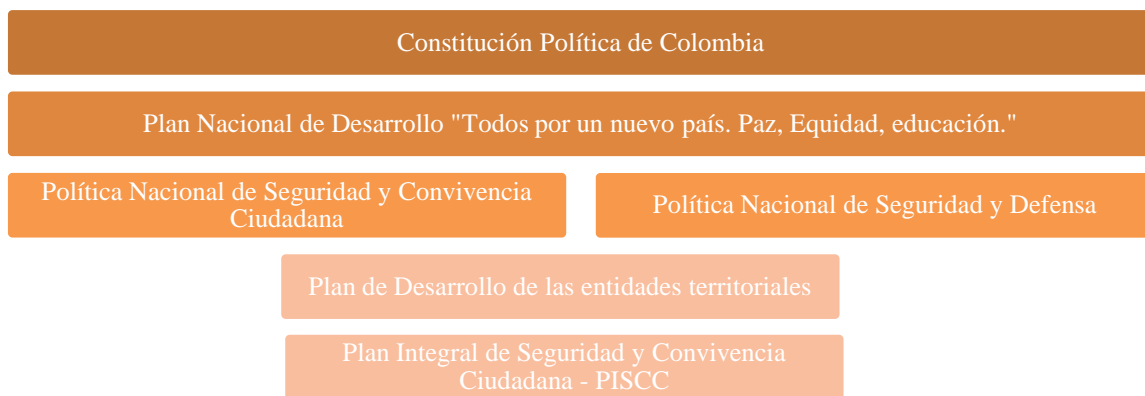 Constitución Política de Colombia
Plan Nacional de Desarrollo "Todos por un nuevo país. Paz, Equidad, educación."
Política Nacional de Seguridad y Convivencia
Ciudadana
Política Nacional de Seguridad y Defensa
Plan de Desarrollo de las entidades territoriales
Plan Integral de Seguridad y Convivencia
Ciudadana - PISCC